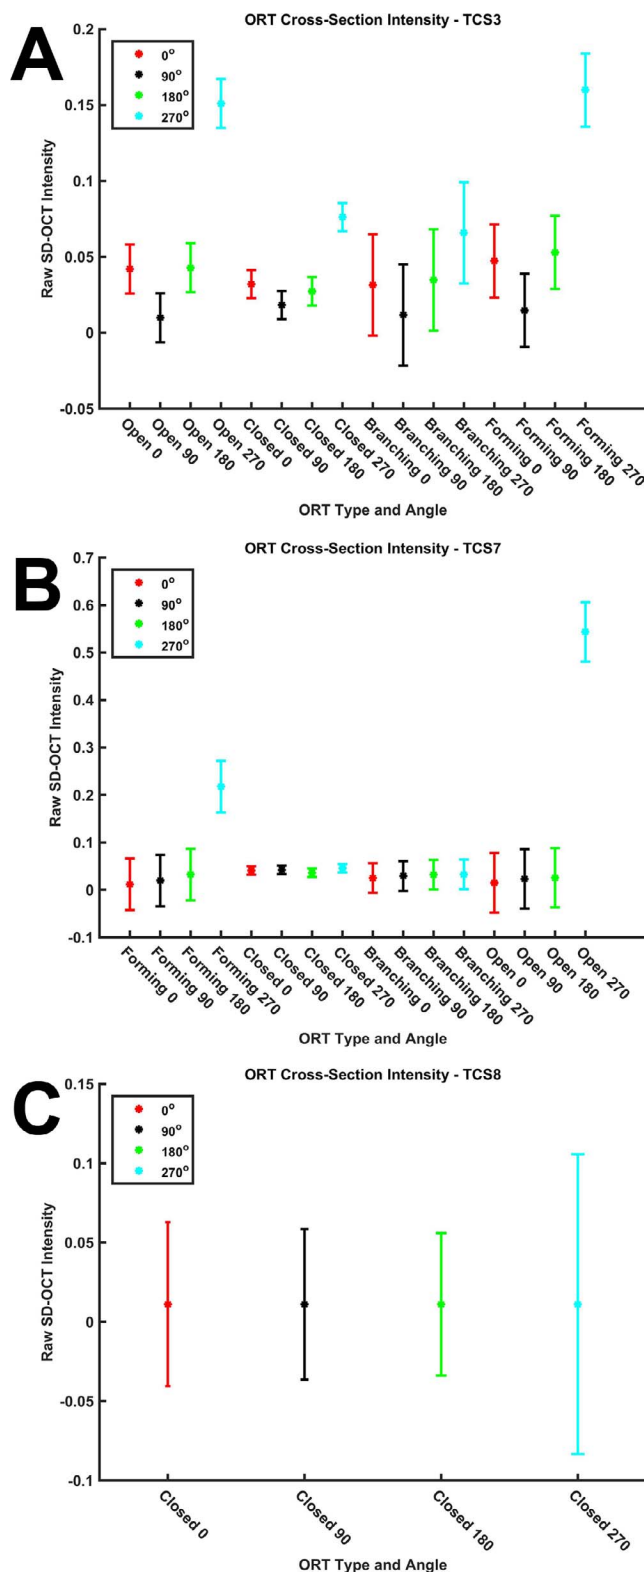 A
ORT Cross-Section Intensity - TCS3
0.2
0.15
0.1
0.05
0
-0.05
Raw SD-OCT Intensity
0°
90°
180°
270°
Open 0
Open 90
Open 180
Open 270
Closed 0
Closed 90
Closed 180
Closed 270
Branching 0
Branching 90
Branching 180
Branching 270
Forming 0
Forming 90
Forming 180
Forming 270
ORT Type and Angle
B
ORT Cross-Section Intensity - TCS7
0.7
0.6
0.5
0.4
0.3
0.2
0.1
0
-0.1
Raw SD-OCT Intensity
0°
90°
180°
270°
Forming 0
Forming 90
Forming 180
Forming 270
Closed 0
Closed 90
Closed 180
Closed 270
Branching 0
Branching 90
Branching 180
Branching 270
Open 0
Open 90
Open 180
Open 270
ORT Type and Angle
C
ORT Cross-Section Intensity - TCS8
0.15
0.1
0.05
0
-0.05
-0.1
Raw SD-OCT Intensity
0°
90°
180°
270°
Closed 0
Closed 90
Closed 180
Closed 270
ORT Type and Angle